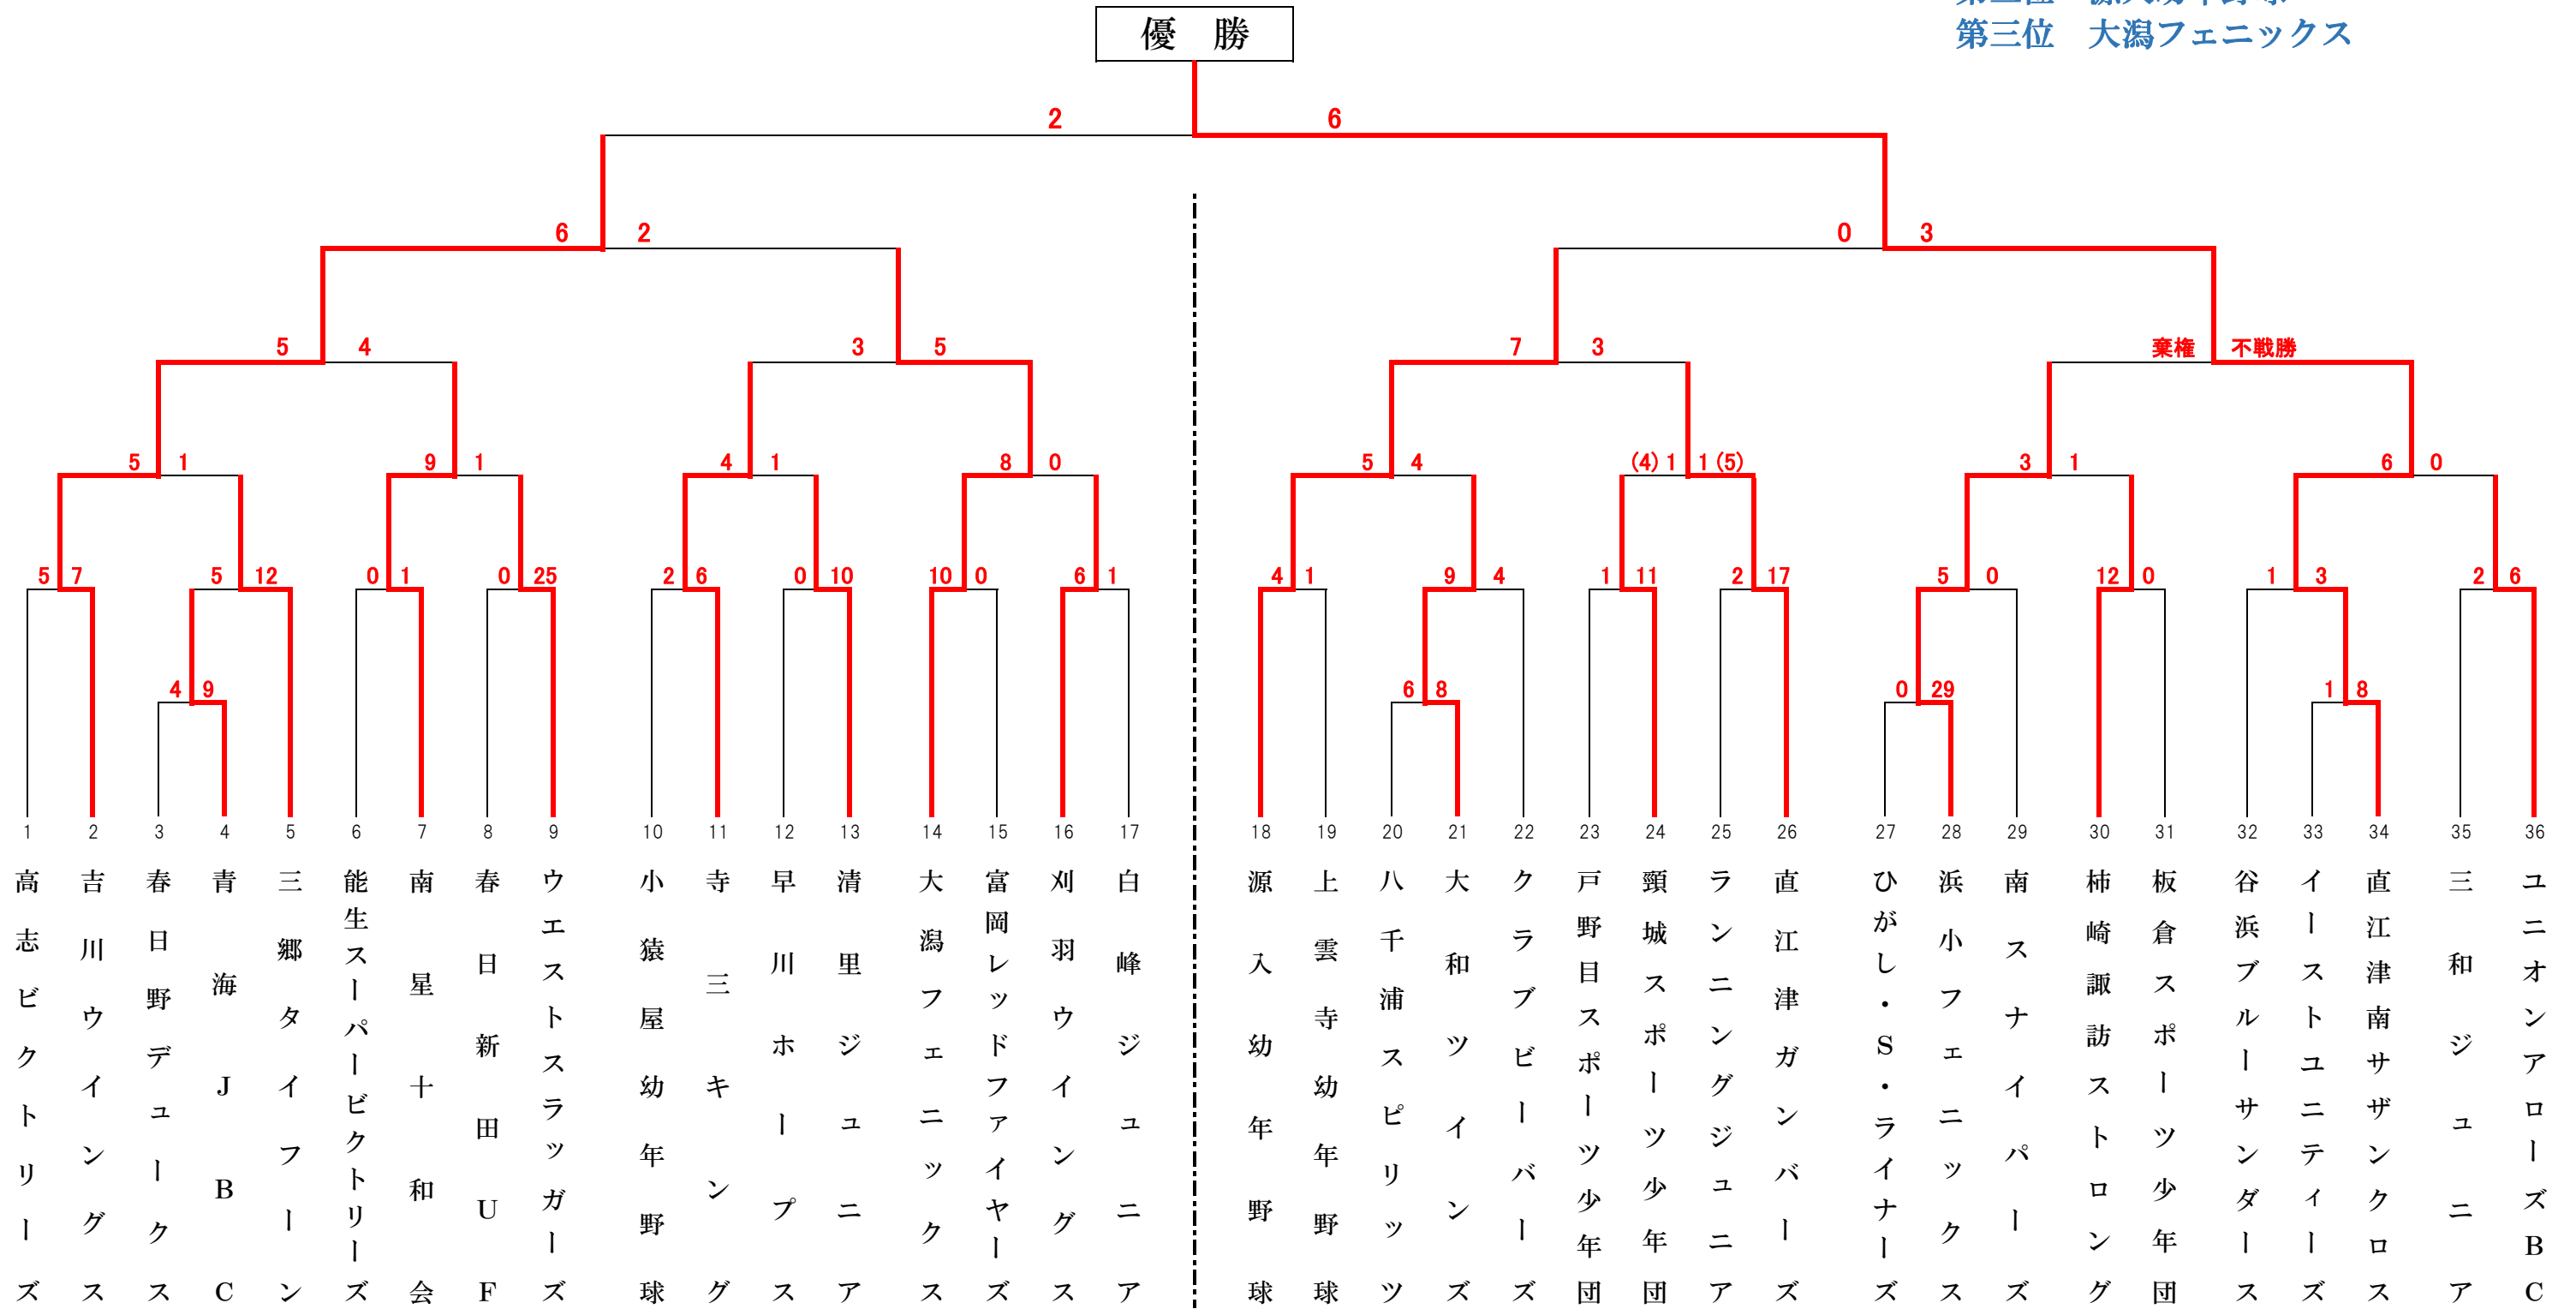 第三位 大潟フェニックス
優 勝
2 6
6 2 0 3
5 4 3 5 7 3 棄権 不戦勝
5 1 9 1 4 1 8 0 5 4 (4) 1 1 (5) 3 1 6 0
5 7 5 12 0 1 0 25 2 6 0 10 10 0 6 1 4 1 9 4 1 11 2 17 5 0 12 0 1 3 2 6
4 9 6 8 0 29 1 8
1 2 3 4 5 6 7 8 9 10 11 12 13 14 15 16 17 18 19 20 21 22 23 24 25 26 27 28 29 30 31 32 33 34 35 36
高志ビクトリーズ
吉川ウイングス
春日野デュークス
青海JBC
三郷タイフーン
能生スーパービクトリーズ
南星十和会
春日新田UF
ウエストスラッガーズ
小猿屋幼年野球
寺三キング
早川ホープス
清里ジュニア
大潟フェニックス
富岡レッドファイヤーズ
刈羽ウイングス
白峰ジュニア
源入幼年野球
上雲寺幼年野球
八千浦スピリッツ
大和ツインズ
クラブビーバーズ
戸野目スポーツ少年団
頸城スポーツ少年団
ランニングジュニア
直江津ガンバーズ
ひがし・S・ライナーズ
浜小フェニックス
南スナイパーズ
柿崎諏訪ストロング
板倉スポーツ少年団
谷浜ブルーサンダース
イーストユニティーズ
直江津南サザンクロス
三和ジュニア
ユニオンアローズBC